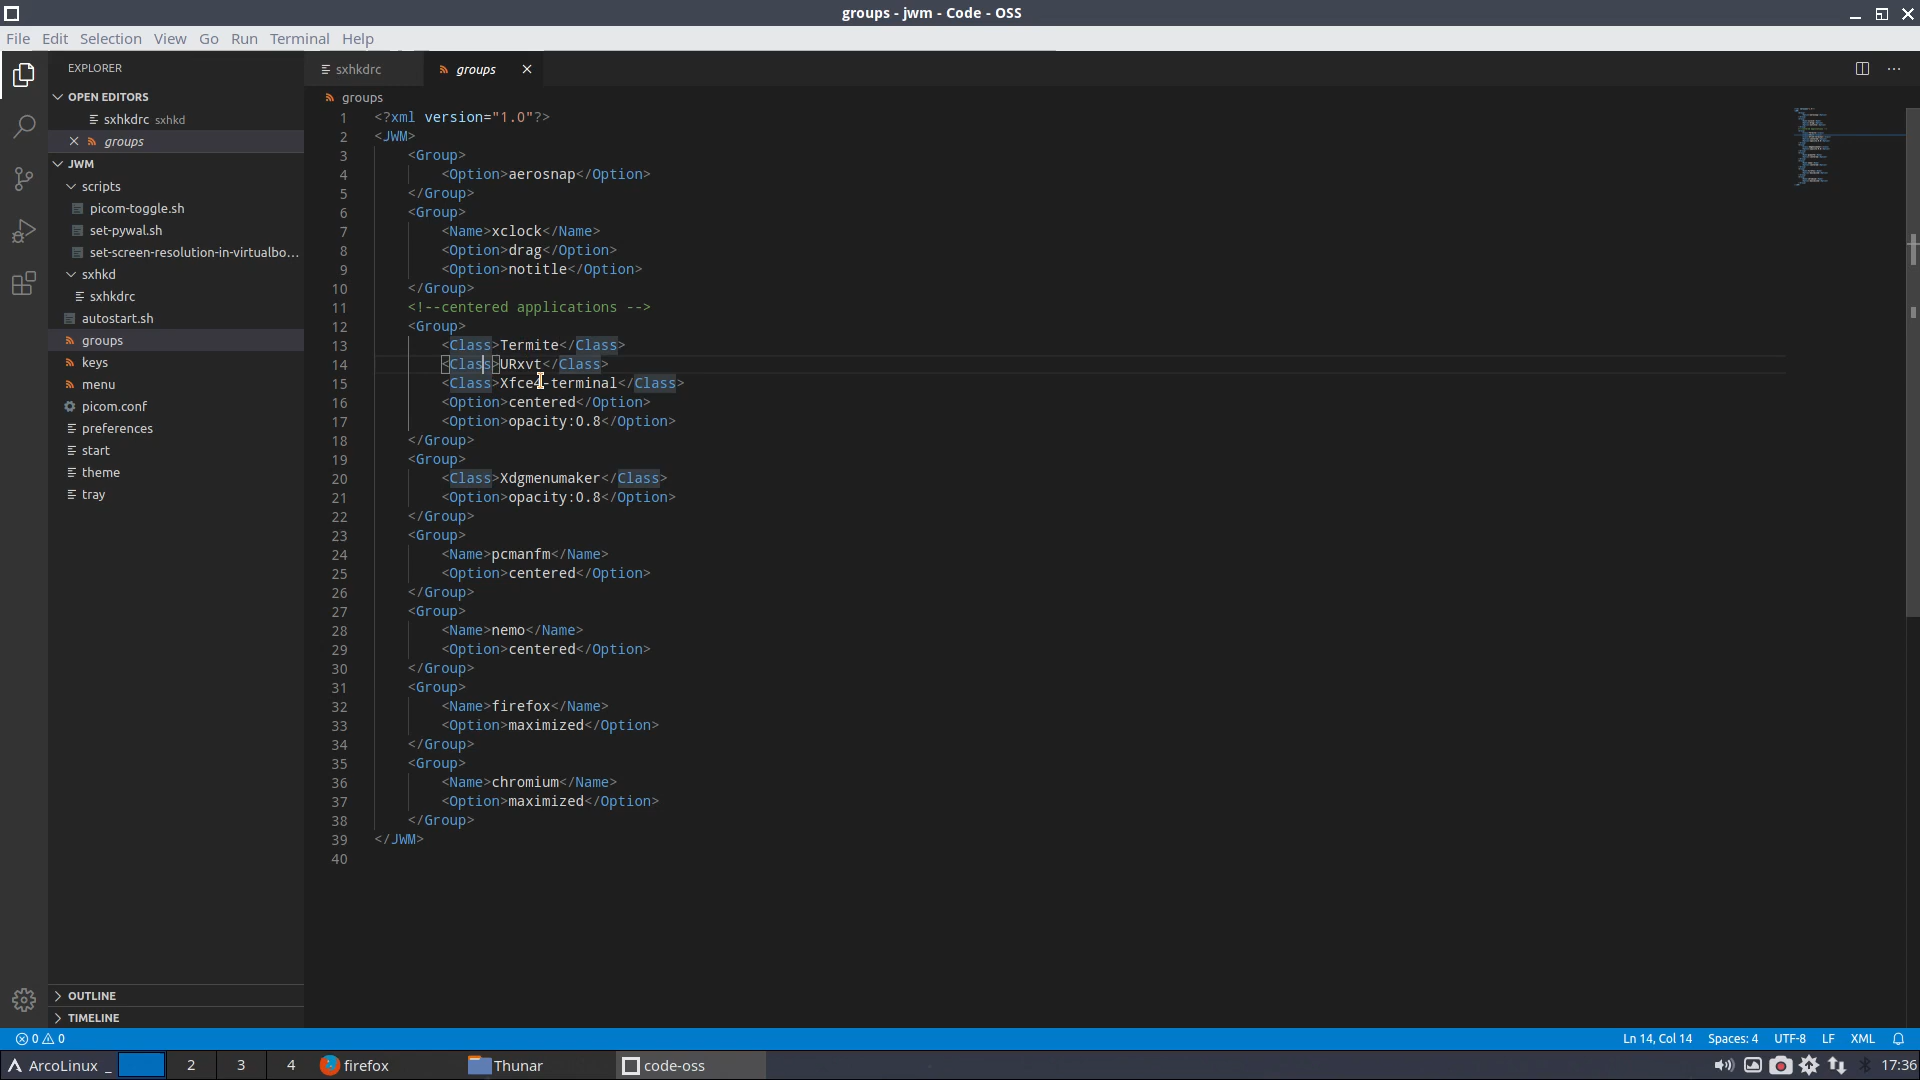 groups - jwm - Code - OSS
File Edit Selection View Go Run Terminal Help
EXPLORER
OPEN EDITORS
sxhkdrc sxhkd
groups
JWM
scripts
picom-toggle.sh
set-pywal.sh
set-screen-resolution-in-virtualbo...
sxhkd
sxhkdrc
autostart.sh
groups
keys
menu
picom.conf
preferences
start
theme
tray
OUTLINE
TIMELINE
sxhkdrc groups
groups
1 <?xml version="1.0"?>
2 <JWM>
3 <Group>
4 <Option>aerosnap</Option>
5 </Group>
6 <Group>
7 <Name>xclock</Name>
8 <Option>drag</Option>
9 <Option>notitle</Option>
10 </Group>
11 <!--centered applications -->
12 <Group>
13 <Class>Termite</Class>
14 <Class>URxvt</Class>
15 <Class>Xfce4-terminal</Class>
16 <Option>centered</Option>
17 <Option>opacity:0.8</Option>
18 </Group>
19 <Group>
20 <Class>Xdgmenumaker</Class>
21 <Option>opacity:0.8</Option>
22 </Group>
23 <Group>
24 <Name>pcmanfm</Name>
25 <Option>centered</Option>
26 </Group>
27 <Group>
28 <Name>nemo</Name>
29 <Option>centered</Option>
30 </Group>
31 <Group>
32 <Name>firefox</Name>
33 <Option>maximized</Option>
34 </Group>
35 <Group>
36 <Name>chromium</Name>
37 <Option>maximized</Option>
38 </Group>
39 </JWM>
40
0 0 Ln 14, Col 14 Spaces: 4 UTF-8 LF XML
ArcoLinux _ 2 3 4 firefox Thunar code-oss 17:36